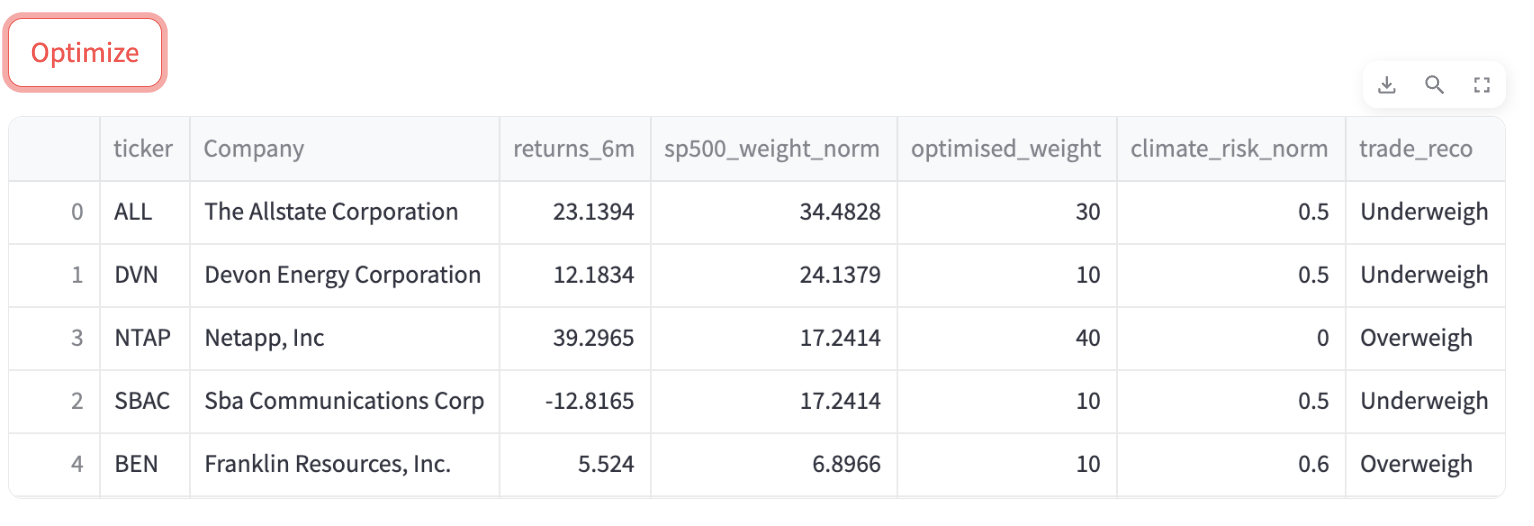 Optimize
ticker Company returns_6m sp500_weight_norm optimised_weight climate_risk_norm trade_reco
0 ALL The Allstate Corporation 23.1394 34.4828 30 0.5 Underweigh
1 DVN Devon Energy Corporation 12.1834 24.1379 10 0.5 Underweigh
3 NTAP Netapp, Inc 39.2965 17.2414 40 0 Overweigh
2 SBAC Sba Communications Corp -12.8165 17.2414 10 0.5 Underweigh
4 BEN Franklin Resources, Inc. 5.524 6.8966 10 0.6 Overweigh